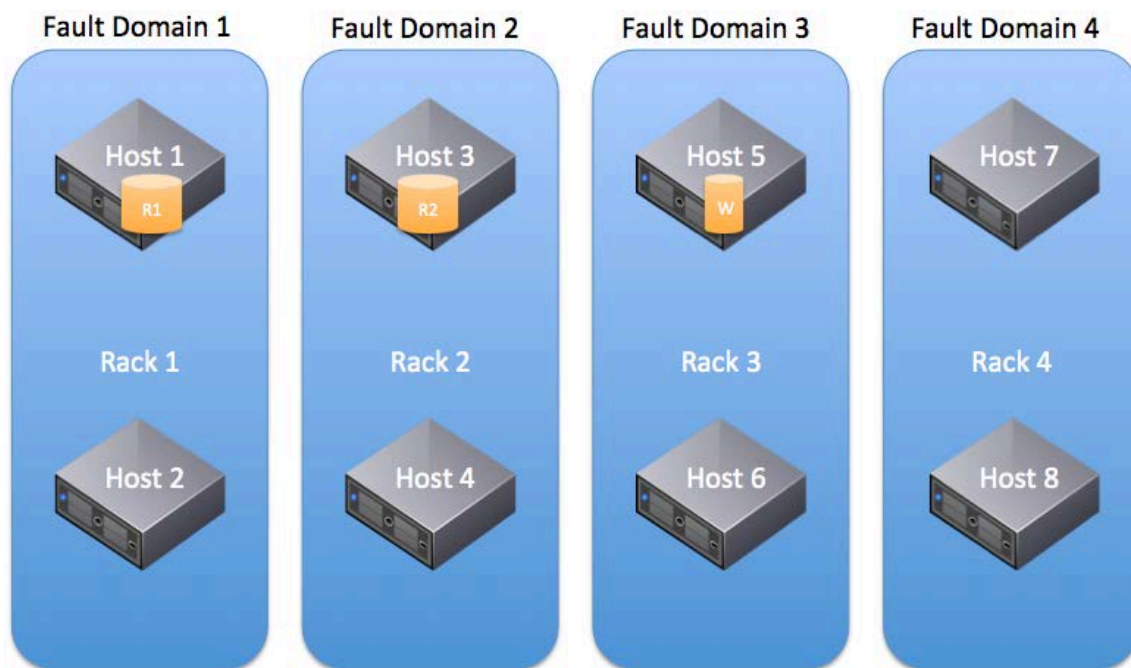 Fault Domain 1
Fault Domain 2
Fault Domain 3
Fault Domain 4
Host 1
Host 3
Host 5
Host 7
R1
R2
W
Rack 1
Rack 2
Rack 3
Rack 4
Host 2
Host 4
Host 6
Host 8